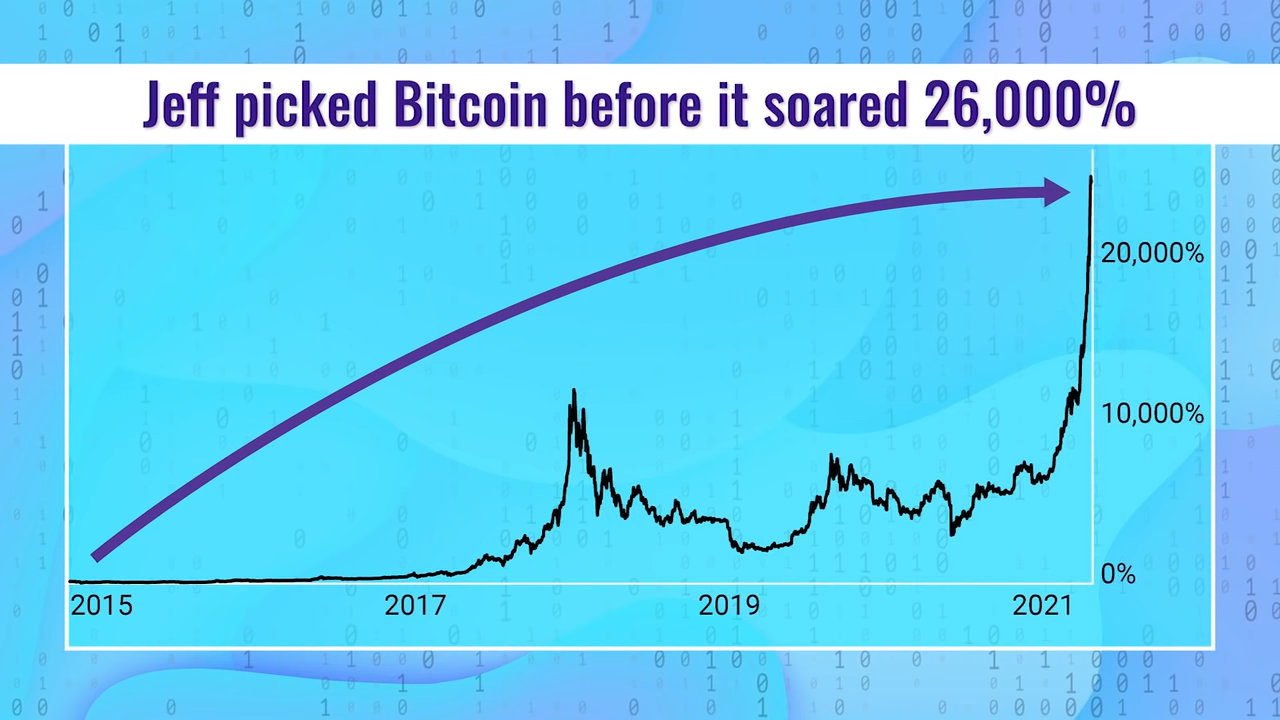 Jeff picked Bitcoin before it soared 26,000%
20,000%
10,000%
0%
2015 2017 2019 2021